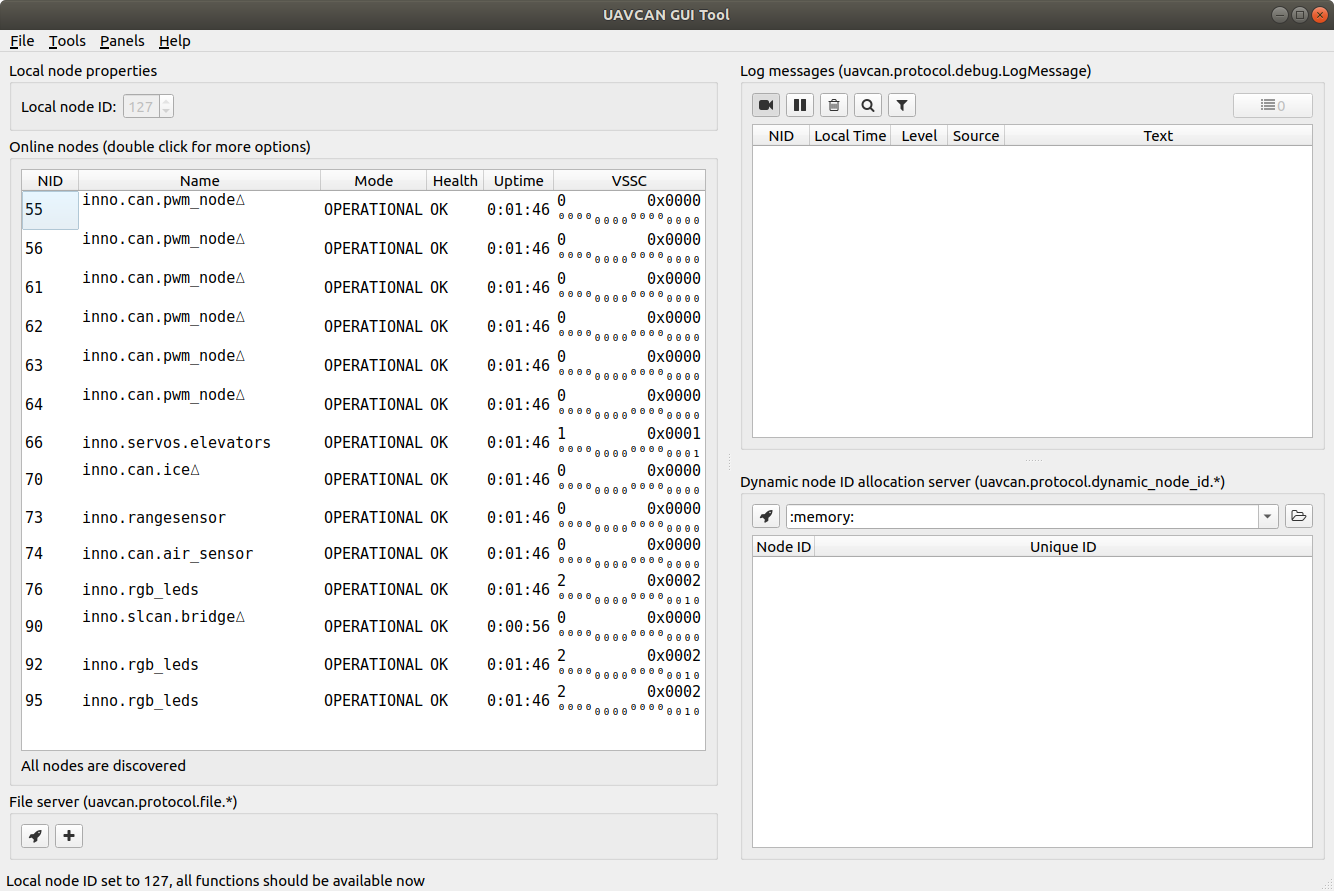 UAVCAN GUI Tool
File Tools Panels Help
Local node properties
Local node ID: 127
Online nodes (double click for more options)
NID Name Mode Health Uptime VSSC
55 inno.can.pwm_node△ OPERATIONAL OK 0:01:46 0 0x0000
⁰⁰⁰⁰₀₀₀₀⁰⁰⁰⁰₀₀₀₀
56 inno.can.pwm_node△ OPERATIONAL OK 0:01:46 0 0x0000
⁰⁰⁰⁰₀₀₀₀⁰⁰⁰⁰₀₀₀₀
61 inno.can.pwm_node△ OPERATIONAL OK 0:01:46 0 0x0000
⁰⁰⁰⁰₀₀₀₀⁰⁰⁰⁰₀₀₀₀
62 inno.can.pwm_node△ OPERATIONAL OK 0:01:46 0 0x0000
⁰⁰⁰⁰₀₀₀₀⁰⁰⁰⁰₀₀₀₀
63 inno.can.pwm_node△ OPERATIONAL OK 0:01:46 0 0x0000
⁰⁰⁰⁰₀₀₀₀⁰⁰⁰⁰₀₀₀₀
64 inno.can.pwm_node△ OPERATIONAL OK 0:01:46 0 0x0000
⁰⁰⁰⁰₀₀₀₀⁰⁰⁰⁰₀₀₀₀
66 inno.servos.elevators OPERATIONAL OK 0:01:46 1 0x0001
⁰⁰⁰⁰₀₀₀₀⁰⁰⁰⁰₀₀₀₁
70 inno.can.ice△ OPERATIONAL OK 0:01:46 0 0x0000
⁰⁰⁰⁰₀₀₀₀⁰⁰⁰⁰₀₀₀₀
73 inno.rangesensor OPERATIONAL OK 0:01:46 0 0x0000
⁰⁰⁰⁰₀₀₀₀⁰⁰⁰⁰₀₀₀₀
74 inno.can.air_sensor OPERATIONAL OK 0:01:46 0 0x0000
⁰⁰⁰⁰₀₀₀₀⁰⁰⁰⁰₀₀₀₀
76 inno.rgb_leds OPERATIONAL OK 0:01:46 2 0x0002
⁰⁰⁰⁰₀₀₀₀⁰⁰⁰⁰₀₀₁₀
90 inno.slcan.bridge△ OPERATIONAL OK 0:00:56 0 0x0000
⁰⁰⁰⁰₀₀₀₀⁰⁰⁰⁰₀₀₀₀
92 inno.rgb_leds OPERATIONAL OK 0:01:46 2 0x0002
⁰⁰⁰⁰₀₀₀₀⁰⁰⁰⁰₀₀₁₀
95 inno.rgb_leds OPERATIONAL OK 0:01:46 2 0x0002
⁰⁰⁰⁰₀₀₀₀⁰⁰⁰⁰₀₀₁₀
All nodes are discovered
File server (uavcan.protocol.file.*)
Log messages (uavcan.protocol.debug.LogMessage)
0
NID Local Time Level Source Text
Dynamic node ID allocation server (uavcan.protocol.dynamic_node_id.*)
:memory:
Node ID Unique ID
Local node ID set to 127, all functions should be available now